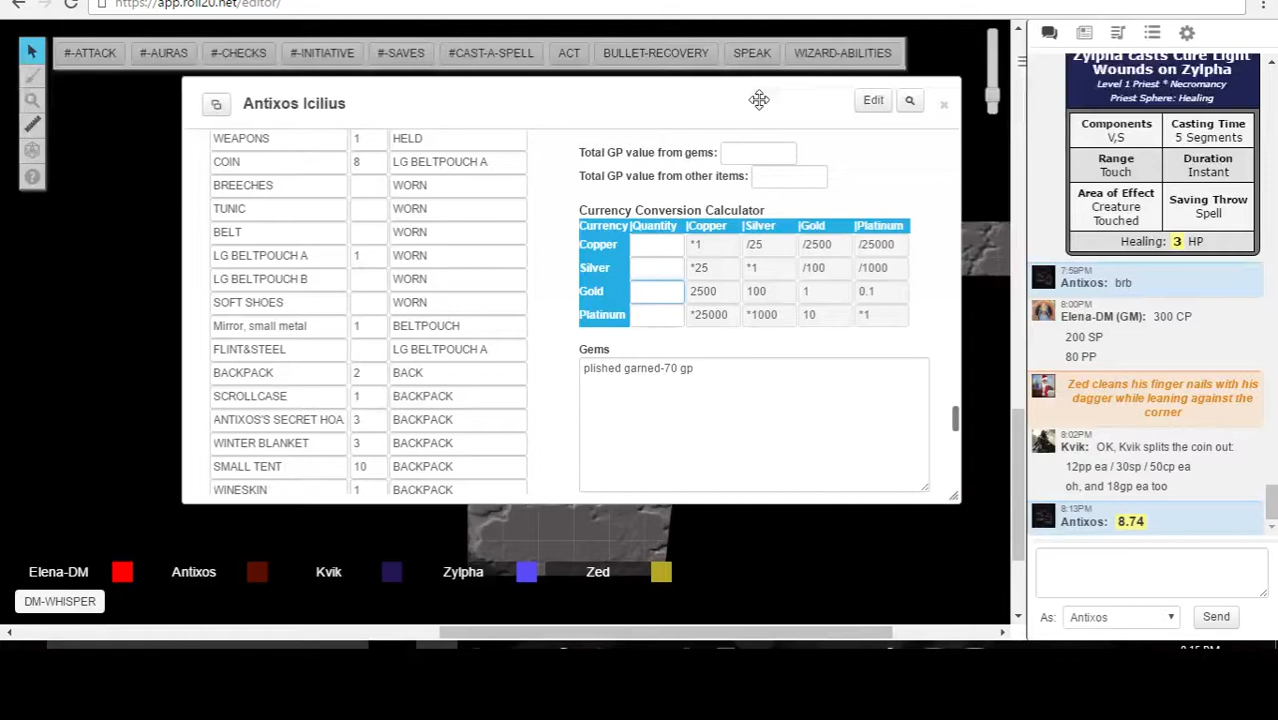 https://app.roll20.net/editor/
#-ATTACK #-AURAS #-CHECKS #-INITIATIVE #-SAVES #CAST-A-SPELL ACT BULLET-RECOVERY SPEAK WIZARD-ABILITIES
Antixos Icilius Edit
WEAPONS 1 HELD
COIN 8 LG BELTPOUCH A
BREECHES WORN
TUNIC WORN
BELT WORN
LG BELTPOUCH A 1 WORN
LG BELTPOUCH B WORN
SOFT SHOES WORN
Mirror, small metal 1 BELTPOUCH
FLINT&STEEL LG BELTPOUCH A
BACKPACK 2 BACK
SCROLLCASE 1 BACKPACK
ANTIXOS'S SECRET HOA 3 BACKPACK
WINTER BLANKET 3 BACKPACK
SMALL TENT 10 BACKPACK
WINESKIN 1 BACKPACK
Total GP value from gems:
Total GP value from other items:
Currency Conversion Calculator
Currency |Quantity |Copper |Silver |Gold |Platinum
Copper *1 /25 /2500 /25000
Silver *25 *1 /100 /1000
Gold 2500 100 1 0.1
Platinum *25000 *1000 10 *1
Gems
plished garned-70 gp
Elena-DM Antixos Kvik Zylpha Zed
DM-WHISPER
Zylpha casts Cure Light
Wounds on Zylpha
Level 1 Priest * Necromancy
Priest Sphere: Healing
Components Casting Time
V,S 5 Segments
Range Duration
Touch Instant
Area of Effect Saving Throw
Creature Spell
Touched
Healing: 3 HP
7:59PM
Antixos: brb
8:00PM
Elena-DM (GM): 300 CP
200 SP
80 PP
Zed cleans his finger nails with his
dagger while leaning against the
corner
8:02PM
Kvik: OK, Kvik splits the coin out:
12pp ea / 30sp / 50cp ea
oh, and 18gp ea too
8:13PM
Antixos: 8.74
As: Antixos Send